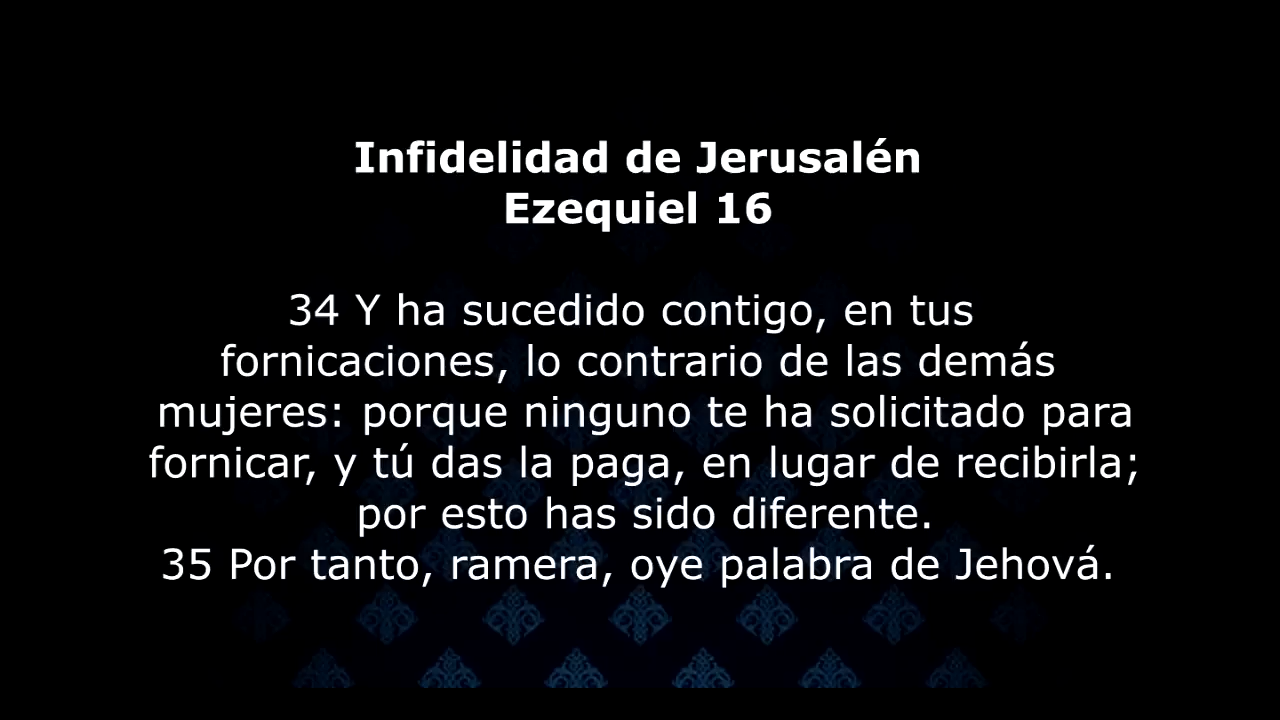 Infidelidad de Jerusalén
Ezequiel 16
34 Y ha sucedido contigo, en tus
fornicaciones, lo contrario de las demás
mujeres: porque ninguno te ha solicitado para
fornicar, y tú das la paga, en lugar de recibirla;
por esto has sido diferente.
35 Por tanto, ramera, oye palabra de Jehová.